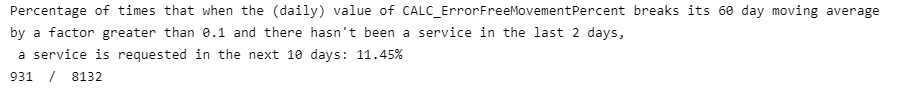 Percentage of times that when the (daily) value of CALC_ErrorFreeMovementPercent breaks its 60 day moving average
by a factor greater than 0.1 and there hasn't been a service in the last 2 days,
 a service is requested in the next 10 days: 11.45%
931  /  8132